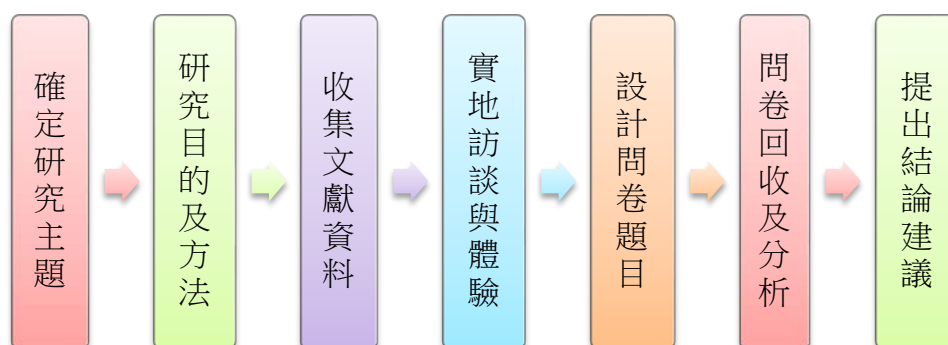 確定研究主題
研究目的及方法
收集文獻資料
實地訪談與體驗
設計問卷題目
問卷回收及分析
提出結論建議